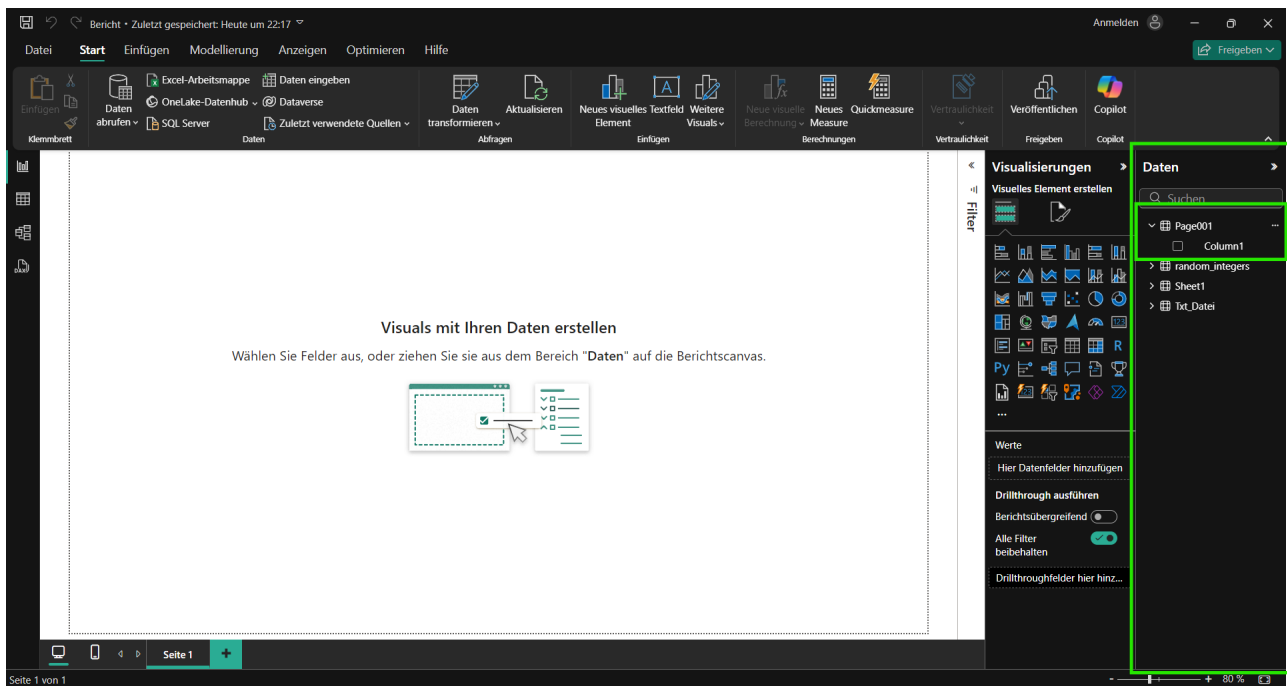 Bericht • Zuletzt gespeichert: Heute um 22:17
Anmelden
Datei Start Einfügen Modellierung Anzeigen Optimieren Hilfe
Freigeben
Einfügen
Klemmbrett
Daten abrufen
Excel-Arbeitsmappe
OneLake-Datenhub
SQL Server
Daten eingeben
Dataverse
Zuletzt verwendete Quellen
Daten
Daten
transformieren
Aktualisieren
Abfragen
Neues visuelles
Element
Textfeld
Weitere
Visuals
Einfügen
Neue visuelle
Berechnung
Neues
Measure
Quickmeasure
Berechnungen
Vertraulichkeit
Vertraulichkeit
Veröffentlichen
Freigeben
Copilot
Copilot
Visuals mit Ihren Daten erstellen
Wählen Sie Felder aus, oder ziehen Sie sie aus dem Bereich "Daten" auf die Berichtscanvas.
Filter
Visualisierungen
Visuelles Element erstellen
123
R
Py
Werte
Hier Datenfelder hinzufügen
Drillthrough ausführen
Berichtsübergreifend
Alle Filter
beibehalten
Drillthroughfelder hier hinz...
Daten
Suchen
Page001
Column1
random_integers
Sheet1
Txt_Datei
Seite 1
Seite 1 von 1
80 %